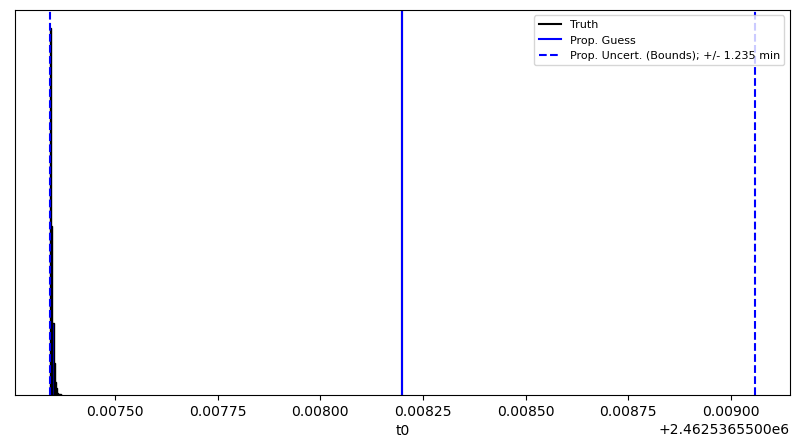 Truth
Prop. Guess
Prop. Uncert. (Bounds); +/- 1.235 min
0.00750 0.00775 0.00800 0.00825 0.00850 0.00875 0.00900
t0 +2.4625365500e6